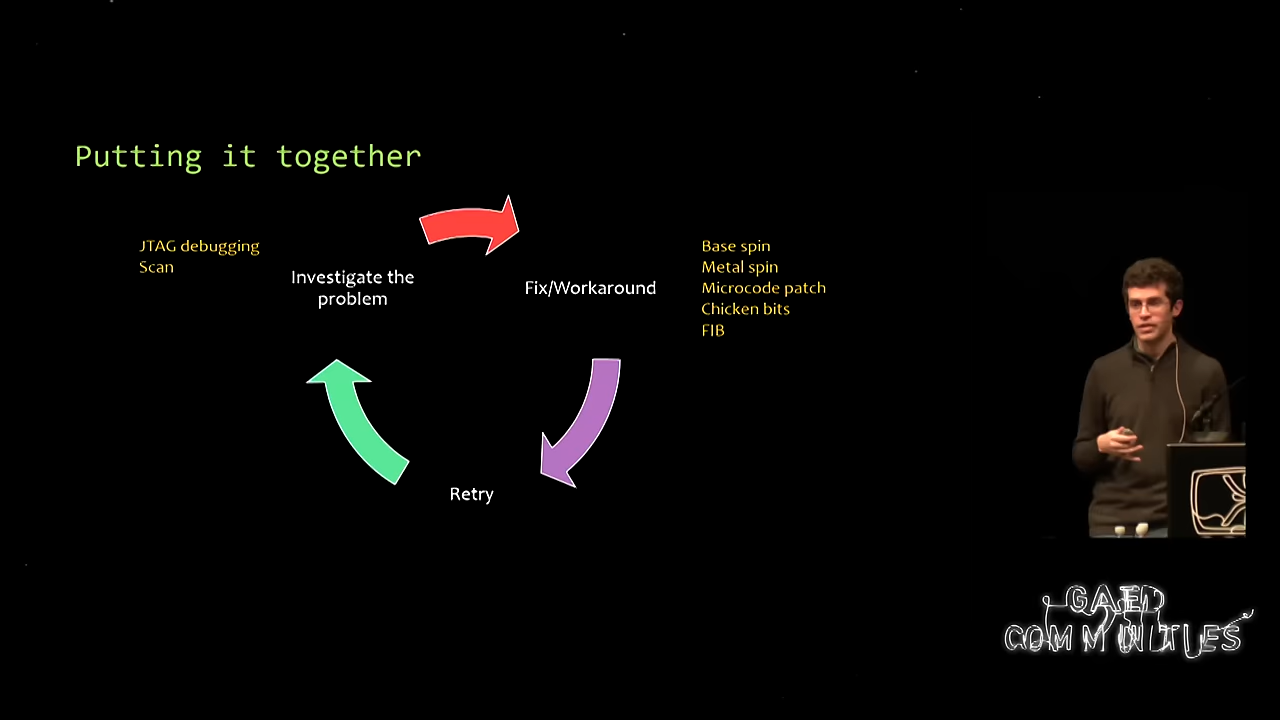 Putting it together
JTAG debugging
Scan
Investigate the
problem
Fix/Workaround
Base spin
Metal spin
Microcode patch
Chicken bits
FIB
Retry